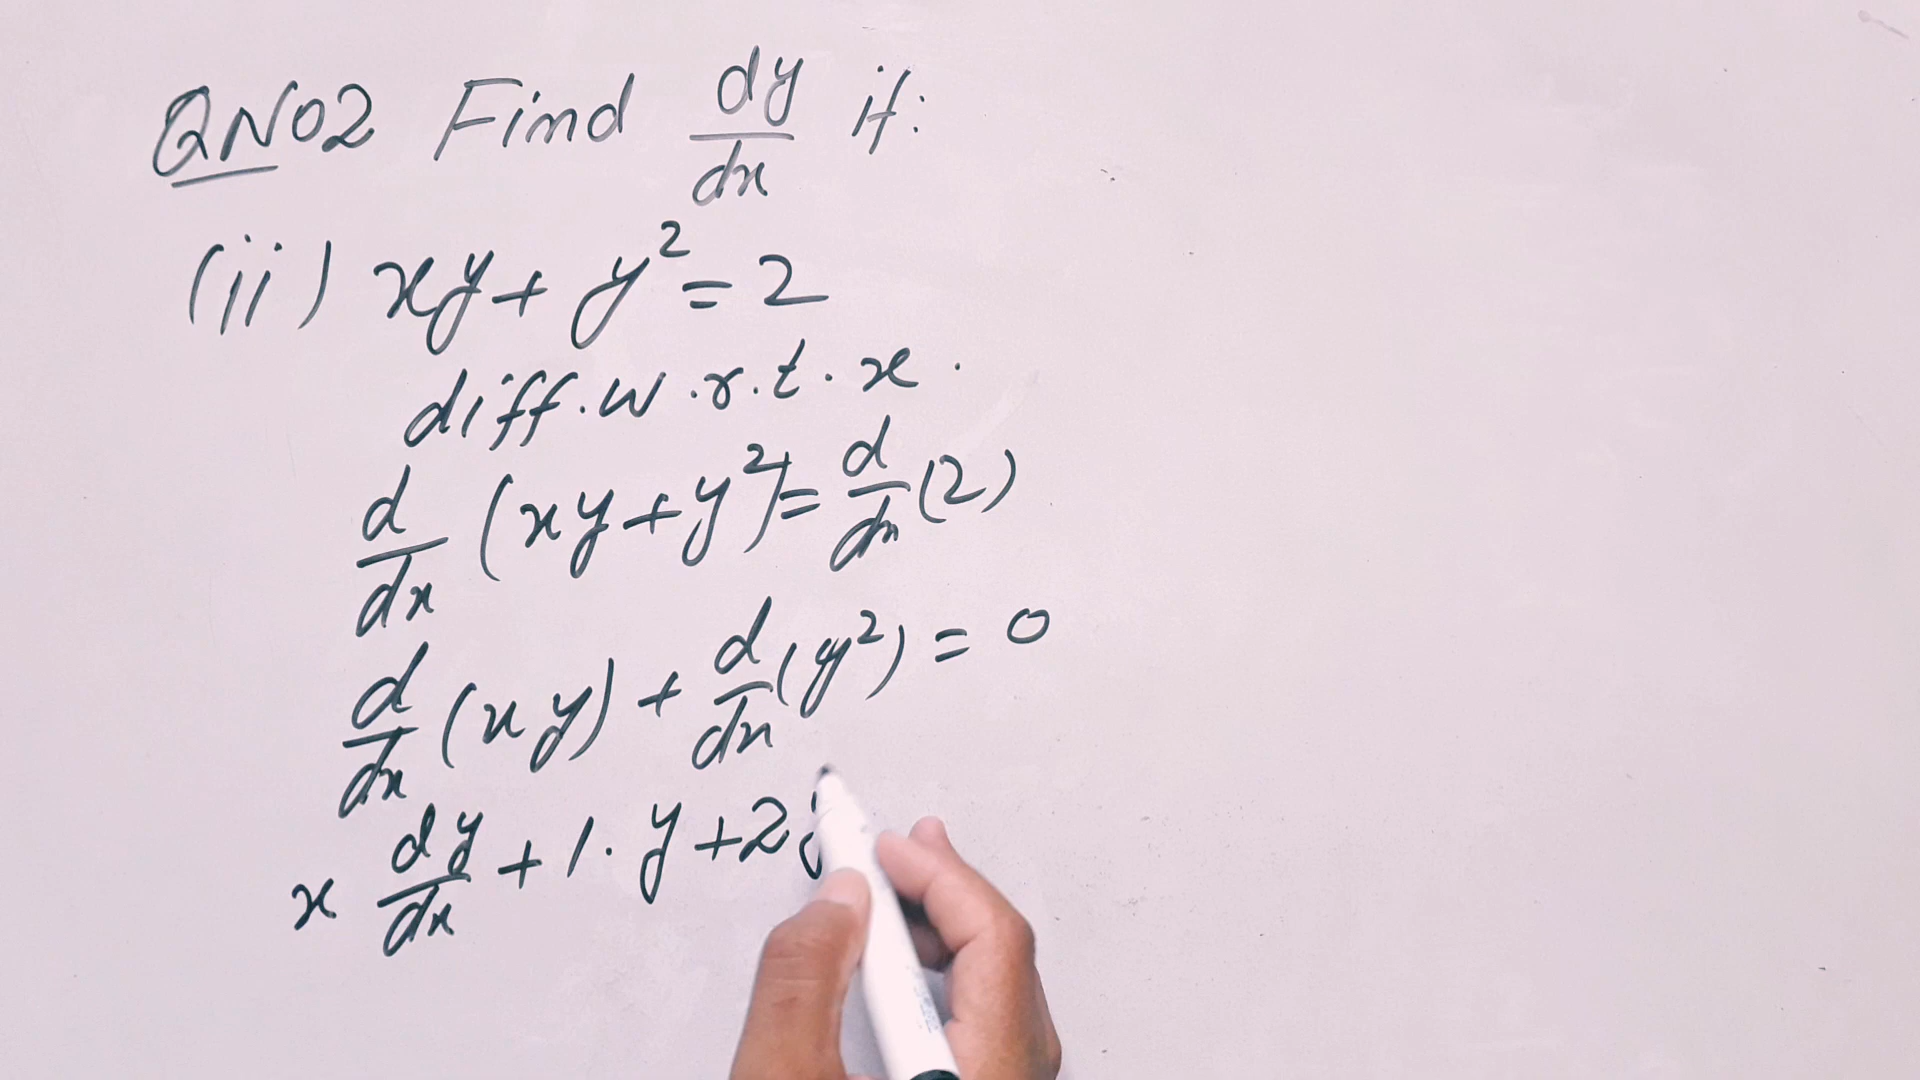 QNO2 Find dy/dx if:
(ii) xy + y² = 2
diff. w.r.t. x.
d/dx (xy + y²) = d/dx (2)
d/dx (xy) + d/dx (y²) = 0
x dy/dx + 1. y + 2